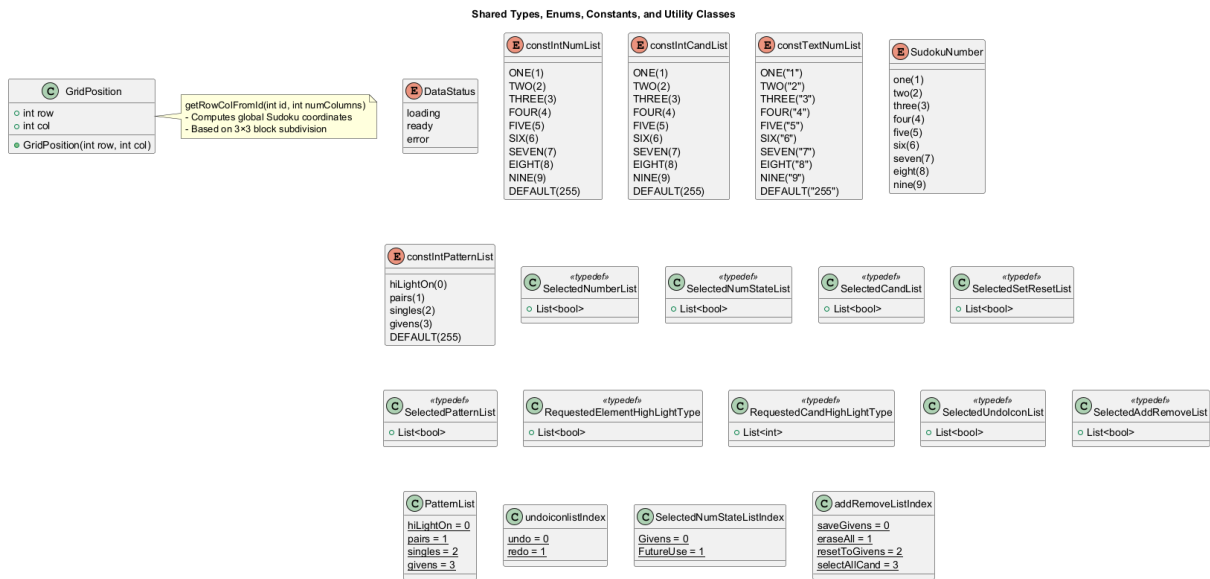 Shared Types, Enums, Constants, and Utility Classes
C GridPosition
int row
int col
GridPosition(int row, int col)
getRowColFromId(int id, int numColumns)
- Computes global Sudoku coordinates
- Based on 3×3 block subdivision
E DataStatus
loading
ready
error
E constIntNumList
ONE(1)
TWO(2)
THREE(3)
FOUR(4)
FIVE(5)
SIX(6)
SEVEN(7)
EIGHT(8)
NINE(9)
DEFAULT(255)
E constIntCandList
ONE(1)
TWO(2)
THREE(3)
FOUR(4)
FIVE(5)
SIX(6)
SEVEN(7)
EIGHT(8)
NINE(9)
DEFAULT(255)
E constTextNumList
ONE("1")
TWO("2")
THREE("3")
FOUR("4")
FIVE("5")
SIX("6")
SEVEN("7")
EIGHT("8")
NINE("9")
DEFAULT("255")
E SudokuNumber
one(1)
two(2)
three(3)
four(4)
five(5)
six(6)
seven(7)
eight(8)
nine(9)
E constIntPatternList
hiLightOn(0)
pairs(1)
singles(2)
givens(3)
DEFAULT(255)
«typedef»
C SelectedNumberList
List<bool>
«typedef»
C SelectedNumStateList
List<bool>
«typedef»
C SelectedCandList
List<bool>
«typedef»
C SelectedSetResetList
List<bool>
«typedef»
C SelectedPatternList
List<bool>
«typedef»
C RequestedElementHighLightType
List<bool>
«typedef»
C RequestedCandHighLightType
List<int>
«typedef»
C SelectedUndoIconList
List<bool>
«typedef»
C SelectedAddRemoveList
List<bool>
C PatternList
hiLightOn = 0
pairs = 1
singles = 2
givens = 3
C undoiconlistIndex
undo = 0
redo = 1
C SelectedNumStateListIndex
Givens = 0
FutureUse = 1
C addRemoveListIndex
saveGivens = 0
eraseAll = 1
resetToGivens = 2
selectAllCand = 3